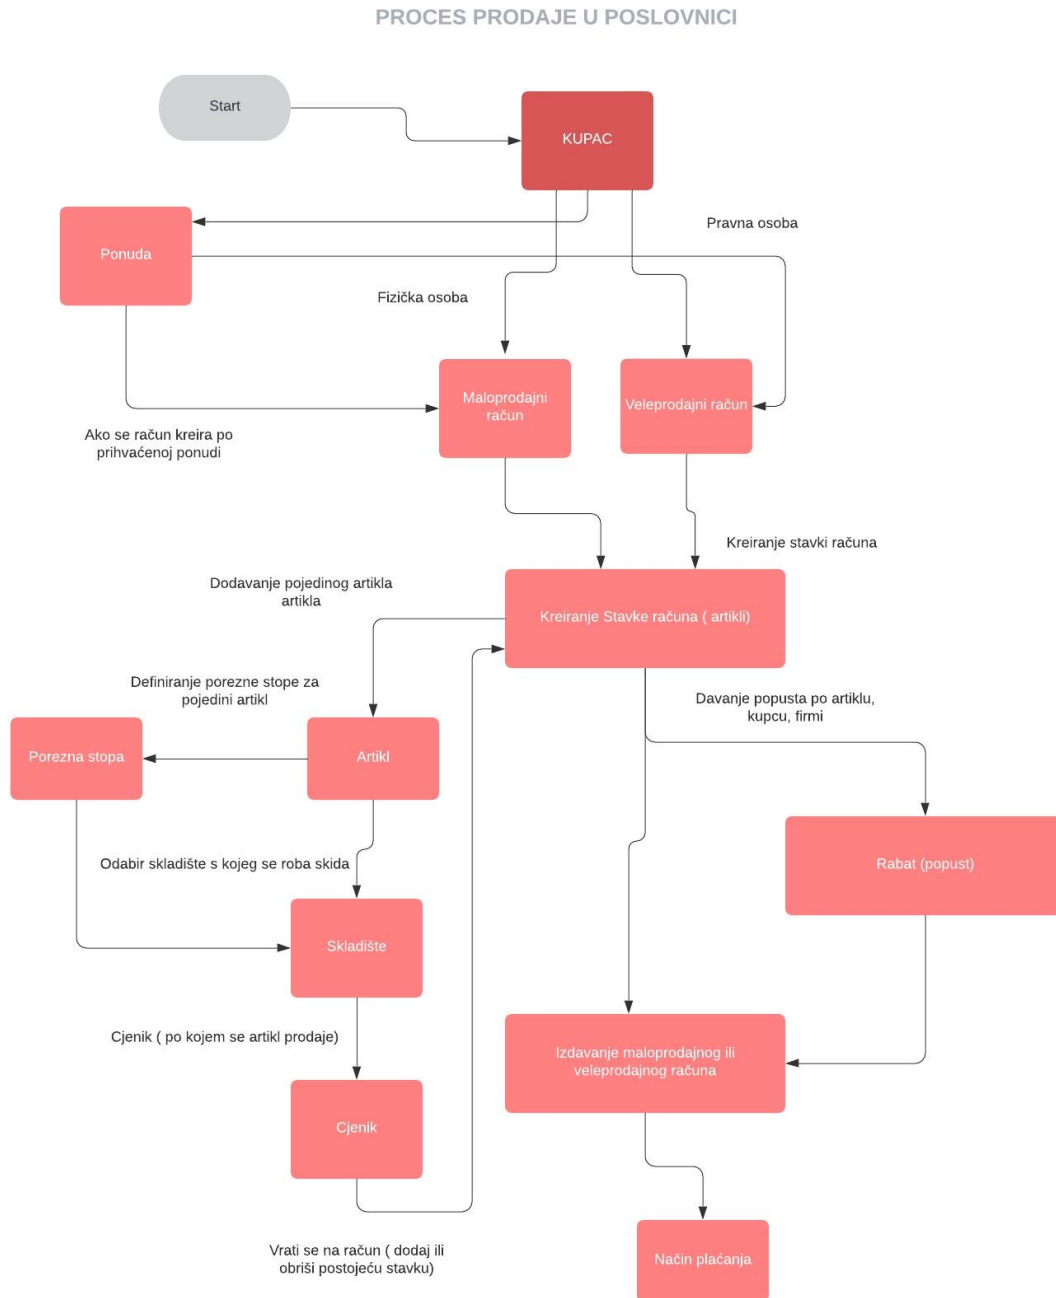 PROCES PRODAJE U POSLOVNICI
Start
KUPAC
Pravna osoba
Ponuda
Fizička osoba
Maloprodajni
račun
Veleprodajni račun
Ako se račun kreira po
prihvaćenoj ponudi
Kreiranje stavki računa
Dodavanje pojedinog artikla
artikla
Kreiranje Stavke računa ( artikli)
Definiranje porezne stope za
pojedini artikl
Davanje popusta po artiklu,
kupcu, firmi
Porezna stopa
Artikl
Odabir skladište s kojeg se roba skida
Rabat (popust)
Skladište
Cjenik ( po kojem se artikl prodaje)
Izdavanje maloprodajnog ili
veleprodajnog računa
Cjenik
Vrati se na račun ( dodaj ili
obriši postojeću stavku)
Način plaćanja